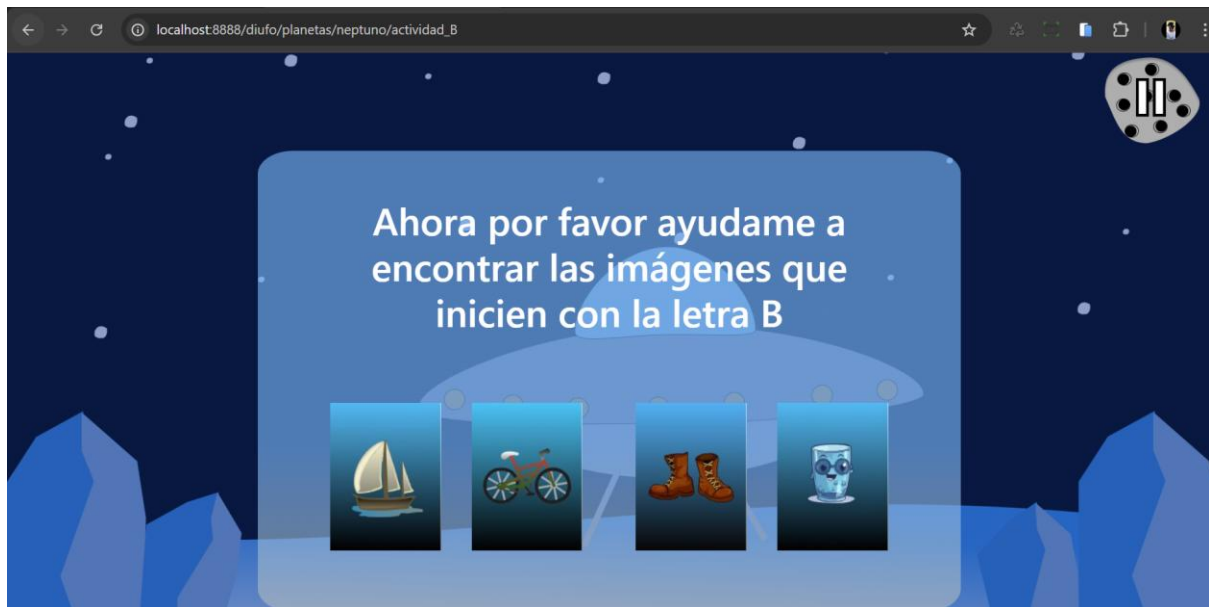 localhost:8888/diufo/planetas/neptuno/actividad_B
Ahora por favor ayudame a
encontrar las imágenes que
inicien con la letra B